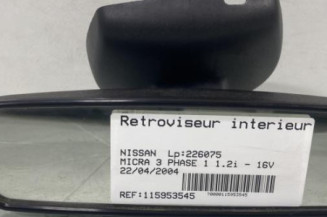 Retroviseur interieur
NISSAN Lp:226075
MICRA 3 PHASE 1 1.2i - 16V
22/04/2004
REF:115953545